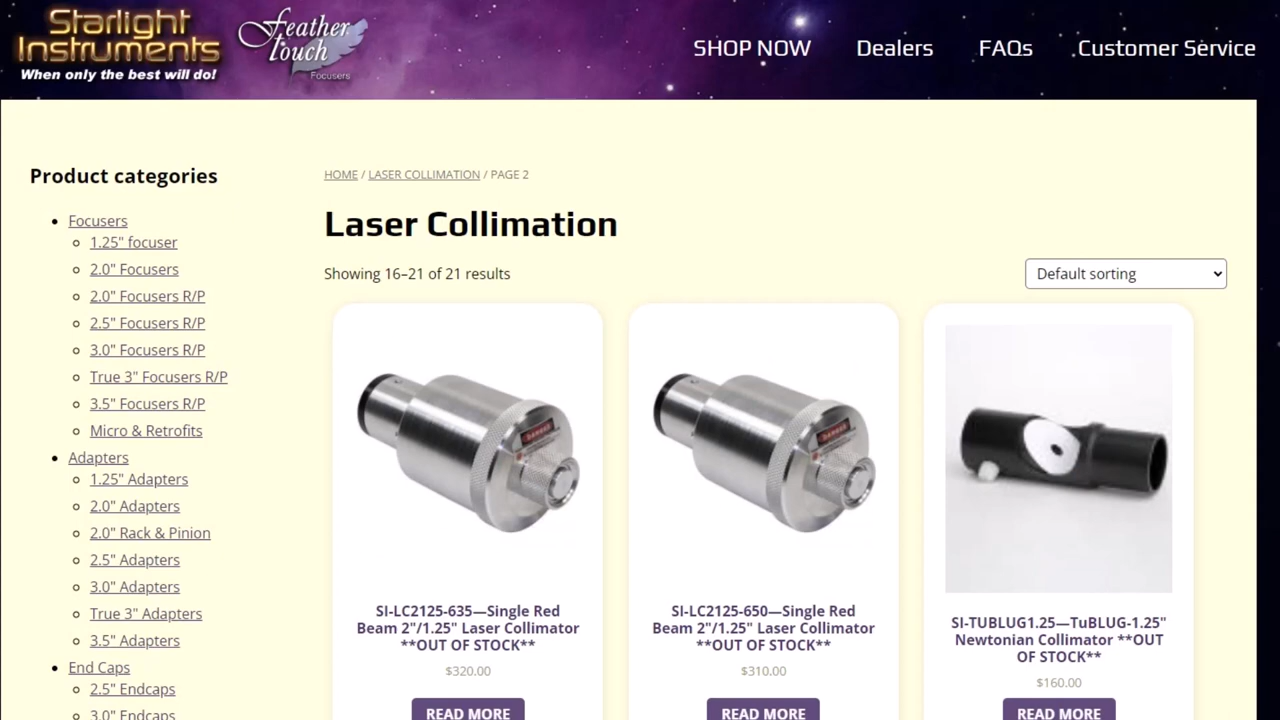 Starlight
Instruments
When only the best will do!
Feather
Touch
Focusers
SHOP NOW
Dealers
FAQs
Customer Service
Product categories
Focusers
1.25" focuser
2.0" Focusers
2.0" Focusers R/P
2.5" Focusers R/P
3.0" Focusers R/P
True 3" Focusers R/P
3.5" Focusers R/P
Micro & Retrofits
Adapters
1.25" Adapters
2.0" Adapters
2.0" Rack & Pinion
2.5" Adapters
3.0" Adapters
True 3" Adapters
3.5" Adapters
End Caps
2.5" Endcaps
3.0" Endcaps
HOME / LASER COLLIMATION / PAGE 2
Laser Collimation
Showing 16–21 of 21 results
Default sorting
DANGER
SI-LC2125-635—Single Red
Beam 2"/1.25" Laser Collimator
**OUT OF STOCK**
$320.00
READ MORE
DANGER
SI-LC2125-650—Single Red
Beam 2"/1.25" Laser Collimator
**OUT OF STOCK**
$310.00
READ MORE
SI-TUBLUG1.25—TuBLUG-1.25"
Newtonian Collimator **OUT
OF STOCK**
$160.00
READ MORE